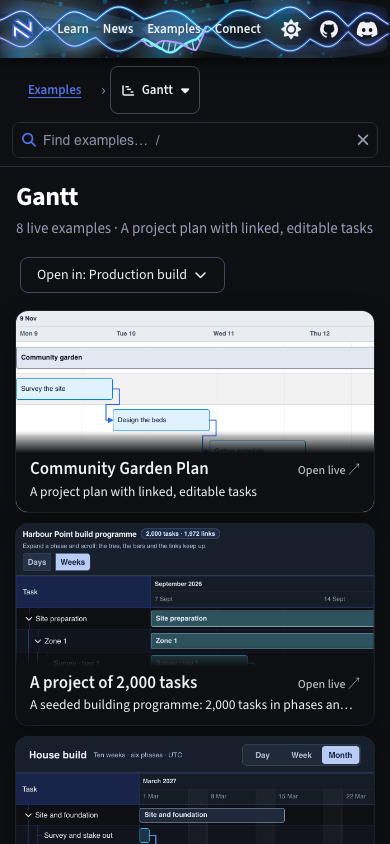 Learn News Examples Connect
Examples › Gantt
Find examples… /
Gantt
8 live examples · A project plan with linked, editable tasks
Open in: Production build
9 Nov
Mon 9 Tue 10 Wed 11 Thu 12
Community garden
Survey the site
Design the beds
Community Garden Plan
Open live ↗
A project plan with linked, editable tasks
Harbour Point build programme 2,000 tasks · 1,972 links
Expand a phase and scroll: the tree, the bars and the links keep up.
Days Weeks
Task
September 2026
7 Sept 14 Sept
Site preparation Site preparation
Zone 1 Zone 1
A project of 2,000 tasks
Open live ↗
A seeded building programme: 2,000 tasks in phases an…
House build Ten weeks · six phases · UTC Day Week Month
Task
March 2027
1 Mar 8 Mar 15 Mar 22 Mar
Site and foundation Site and foundation
Survey and stake out